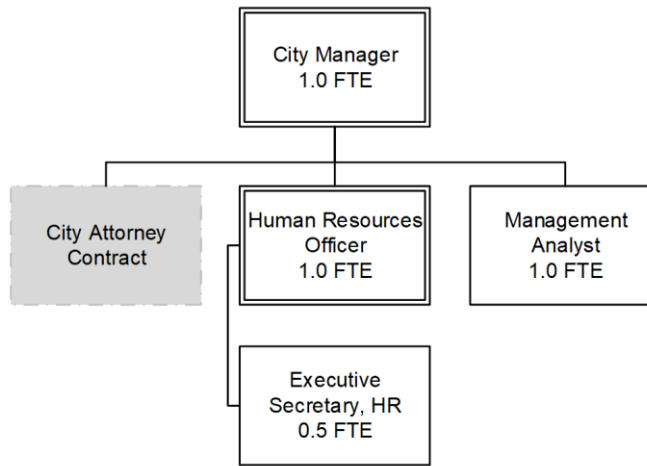 City Manager
1.0 FTE
City Attorney
Contract
Human Resources
Officer
1.0 FTE
Management
Analyst
1.0 FTE
Executive
Secretary, HR
0.5 FTE